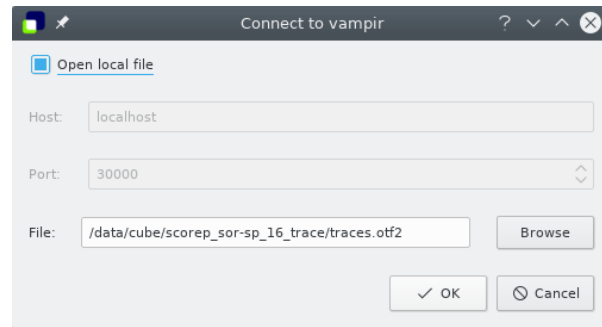 Connect to vampir
Open local file
Host: localhost
Port: 30000
File: /data/cube/scorep_sor-sp_16_trace/traces.otf2 Browse
OK Cancel